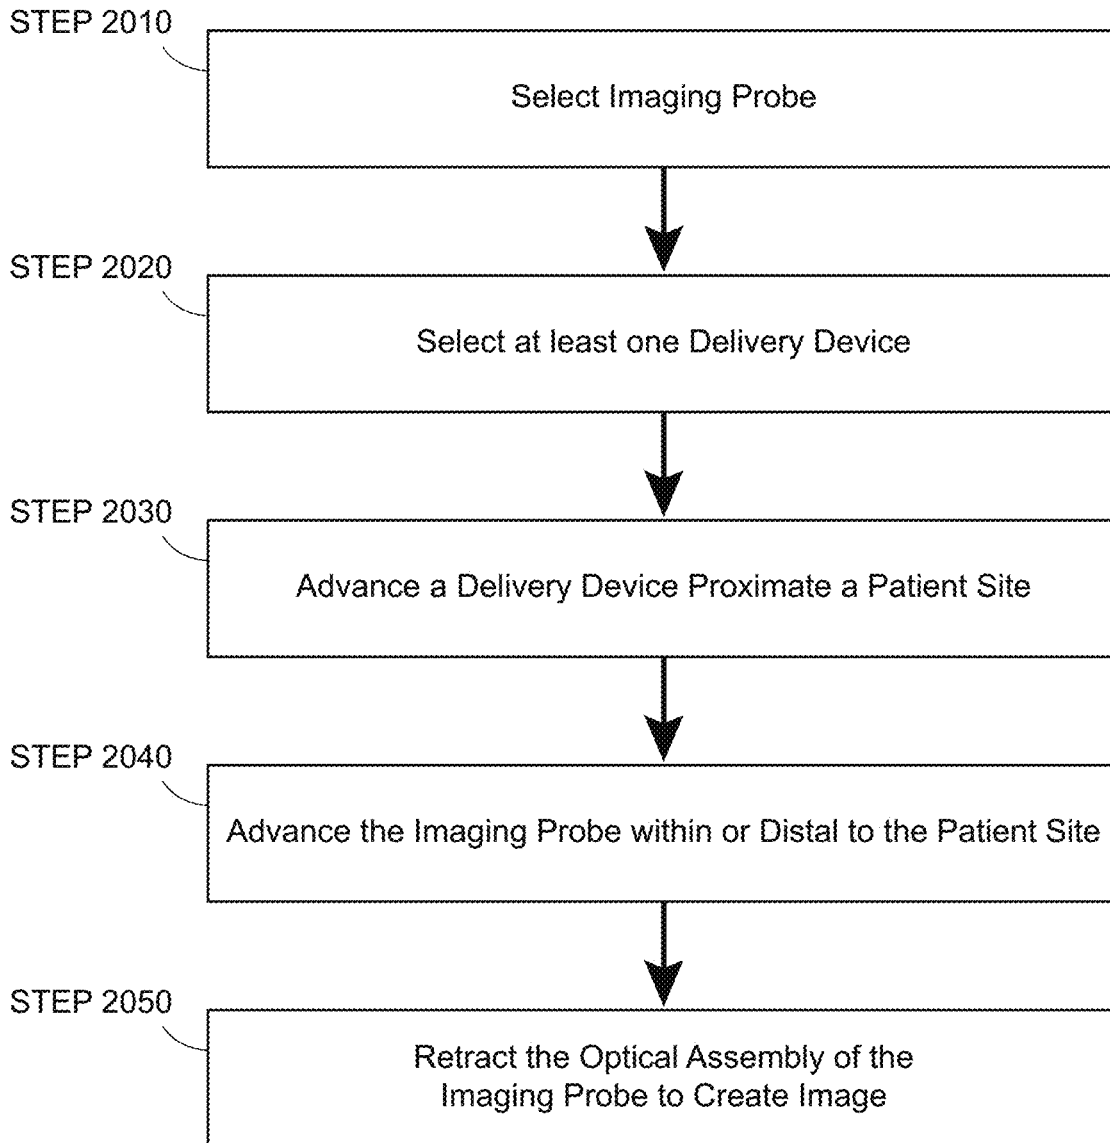 STEP 2010
Select Imaging Probe
STEP 2020
Select at least one Delivery Device
STEP 2030
Advance a Delivery Device Proximate a Patient Site
STEP 2040
Advance the Imaging Probe within or Distal to the Patient Site
STEP 2050
Retract the Optical Assembly of the
Imaging Probe to Create Image